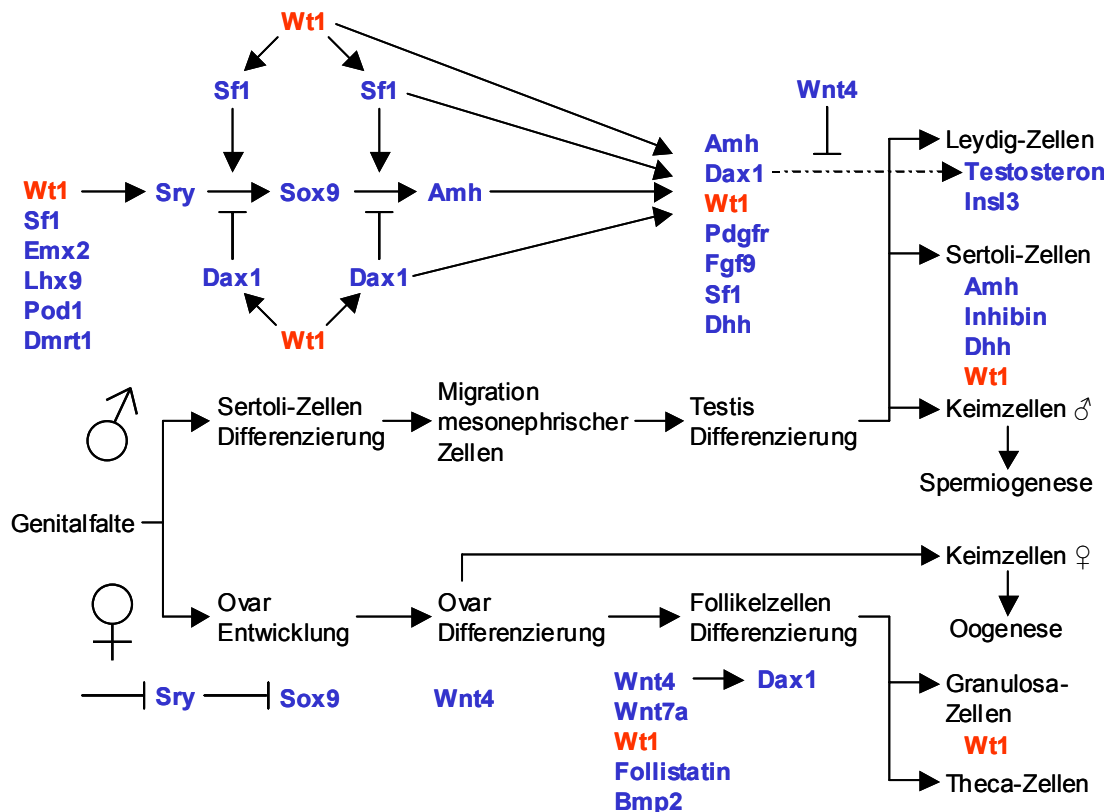 Wt1
Sf1
Sf1
Wnt4
Wt1
Sf1
Emx2
Lhx9
Pod1
Dmrt1
Sry
Sox9
Amh
Dax1
Dax1
Wt1
Amh
Dax1
Wt1
Pdgfr
Fgf9
Sf1
Dhh
Leydig-Zellen
Testosteron
Insl3
Sertoli-Zellen
Amh
Inhibin
Dhh
Wt1
♂
Sertoli-Zellen
Differenzierung
Migration
mesonephrischer
Zellen
Testis
Differenzierung
Keimzellen ♂
Spermiogenese
Genitalfalte
♀
Ovar
Entwicklung
Ovar
Differenzierung
Follikelzellen
Differenzierung
Keimzellen ♀
Oogenese
Sry
Sox9
Wnt4
Wnt4
Dax1
Wnt7a
Wt1
Follistatin
Bmp2
Granulosa-
Zellen
Wt1
Theca-Zellen